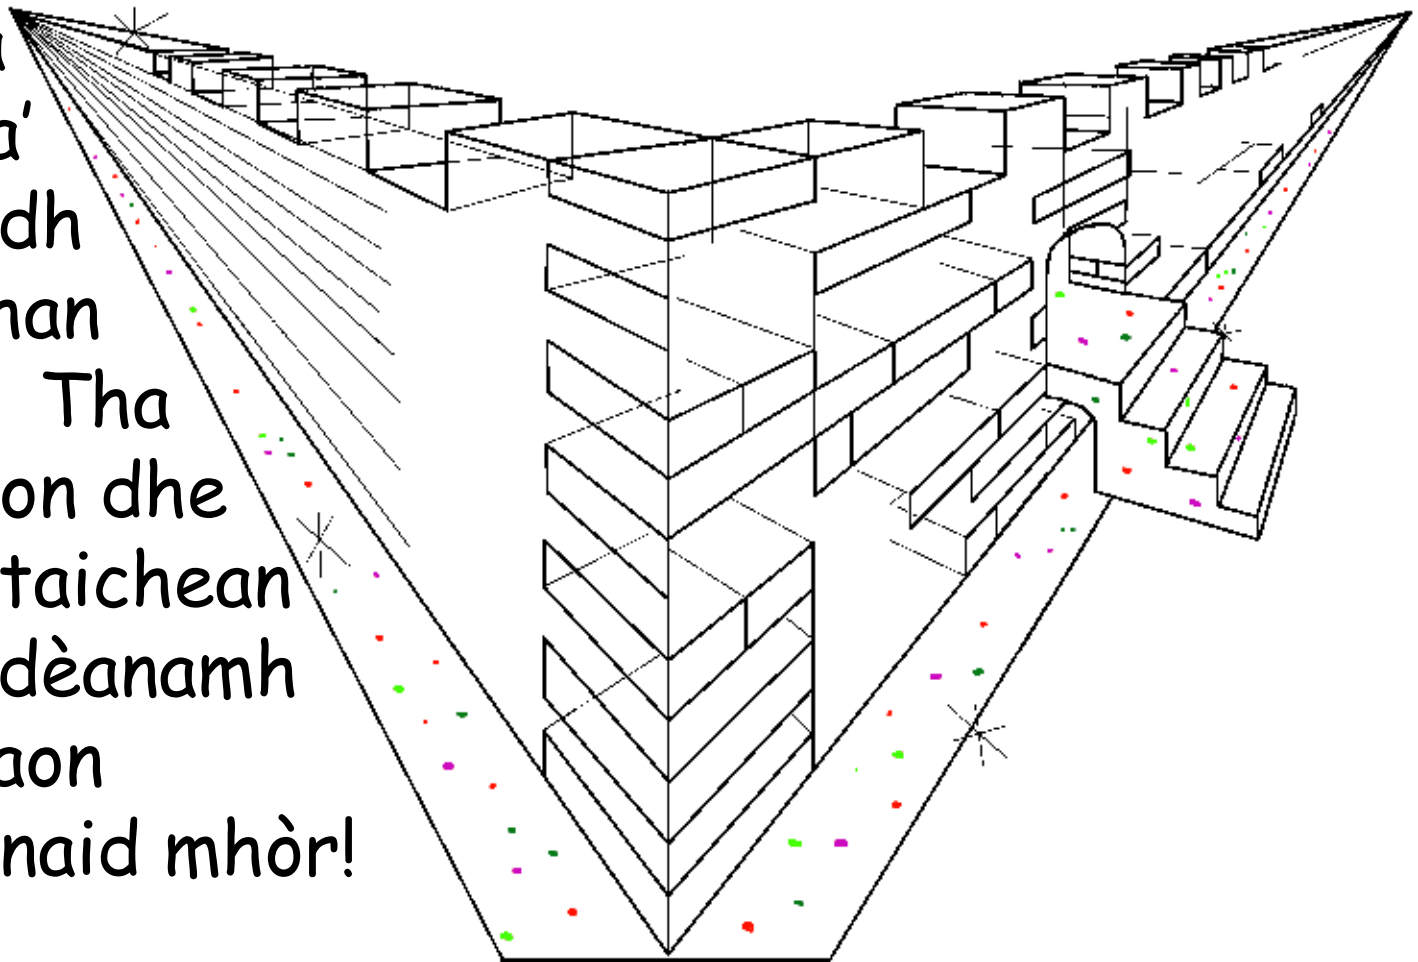 a'
dh
nan
Tha
on dhe
taichean
dèanamh
aon
naid mhòr!